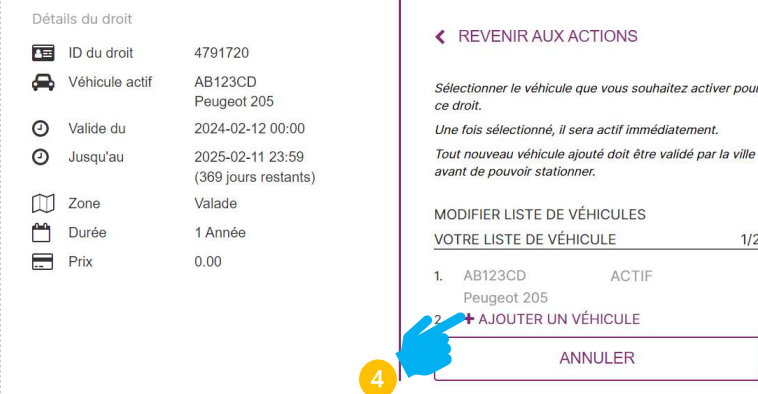 Détails du droit
ID du droit 4791720
Véhicule actif AB123CD
Peugeot 205
Valide du 2024-02-12 00:00
Jusqu'au 2025-02-11 23:59
(369 jours restants)
Zone Valade
Durée 1 Année
Prix 0.00
REVENIR AUX ACTIONS
Sélectionner le véhicule que vous souhaitez activer pour
ce droit.
Une fois sélectionné, il sera actif immédiatement.
Tout nouveau véhicule ajouté doit être validé par la ville
avant de pouvoir stationner.
MODIFIER LISTE DE VÉHICULES
VOTRE LISTE DE VÉHICULE 1/2
1. AB123CD ACTIF
Peugeot 205
2 + AJOUTER UN VÉHICULE
ANNULER
4